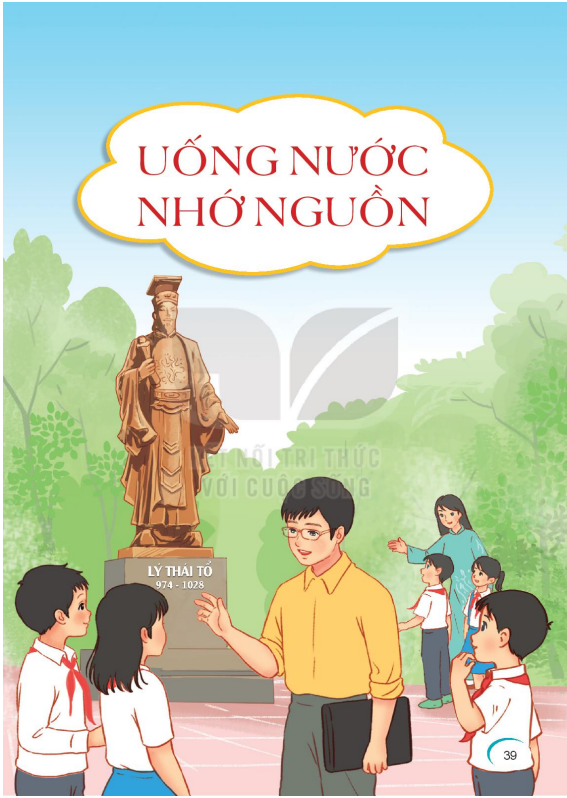 UỐNG NƯỚC
NHỚ NGUỒN
KẾT NỐI TRI THỨC
VỚI CUỘC SỐNG
LÝ THÁI TỔ
974 - 1028
39